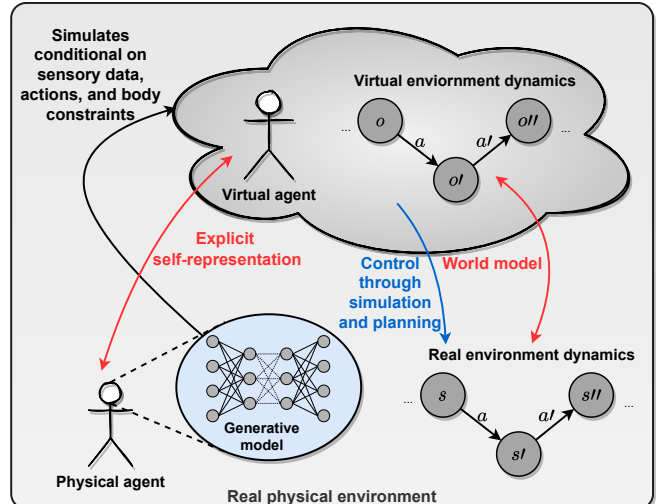 Simulates
conditional on
sensory data,
actions, and body
constraints
Virtual enviornment dynamics
... o a o′ a′ o′′ ...
Virtual agent
Explicit
self-representation
Control
through
simulation
and planning
World model
Real environment dynamics
... s a s′ a′ s′′ ...
Generative
model
Physical agent
Real physical environment